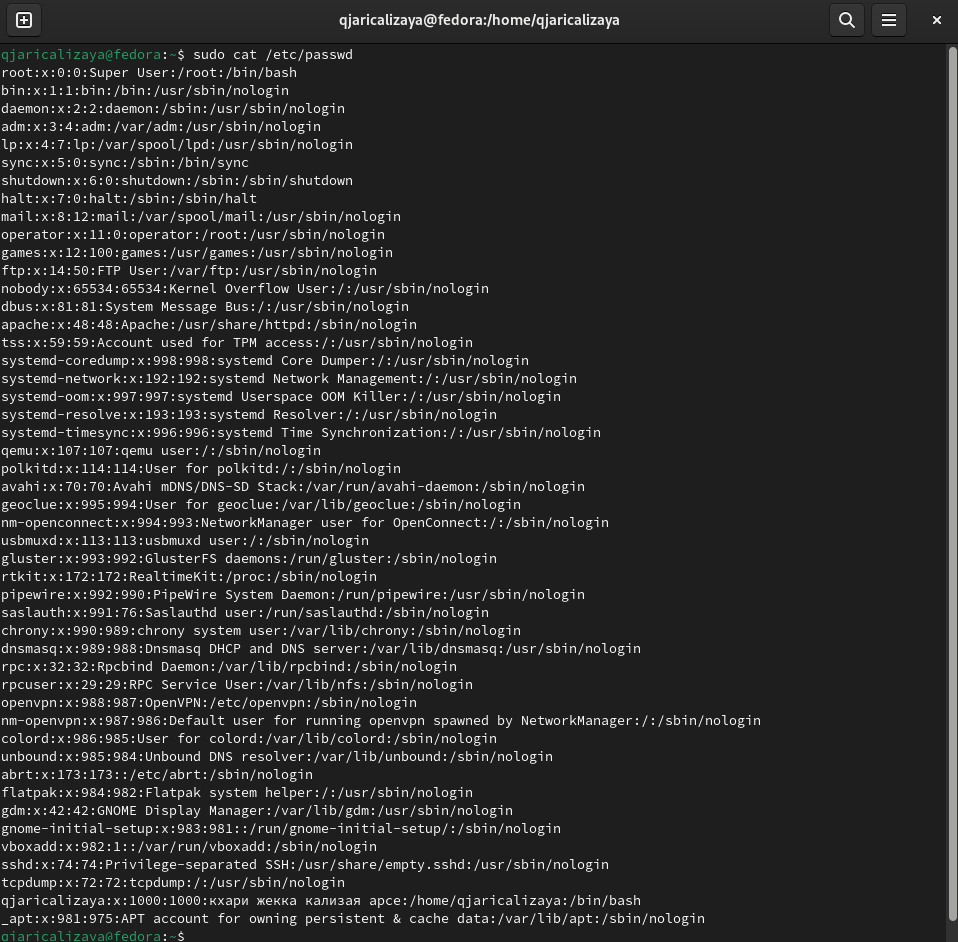 qjaricalizaya@fedora:/home/qjaricalizaya
qjaricalizaya@fedora:~$ sudo cat /etc/passwd
root:x:0:0:Super User:/root:/bin/bash
bin:x:1:1:bin:/bin:/usr/sbin/nologin
daemon:x:2:2:daemon:/sbin:/usr/sbin/nologin
adm:x:3:4:adm:/var/adm:/usr/sbin/nologin
lp:x:4:7:lp:/var/spool/lpd:/usr/sbin/nologin
sync:x:5:0:sync:/sbin:/bin/sync
shutdown:x:6:0:shutdown:/sbin:/sbin/shutdown
halt:x:7:0:halt:/sbin:/sbin/halt
mail:x:8:12:mail:/var/spool/mail:/usr/sbin/nologin
operator:x:11:0:operator:/root:/usr/sbin/nologin
games:x:12:100:games:/usr/games:/usr/sbin/nologin
ftp:x:14:50:FTP User:/var/ftp:/usr/sbin/nologin
nobody:x:65534:65534:Kernel Overflow User:/:/usr/sbin/nologin
dbus:x:81:81:System Message Bus:/:/usr/sbin/nologin
apache:x:48:48:Apache:/usr/share/httpd:/sbin/nologin
tss:x:59:59:Account used for TPM access:/:/usr/sbin/nologin
systemd-coredump:x:998:998:systemd Core Dumper:/:/usr/sbin/nologin
systemd-network:x:192:192:systemd Network Management:/:/usr/sbin/nologin
systemd-oom:x:997:997:systemd Userspace OOM Killer:/:/usr/sbin/nologin
systemd-resolve:x:193:193:systemd Resolver:/:/usr/sbin/nologin
systemd-timesync:x:996:996:systemd Time Synchronization:/:/usr/sbin/nologin
qemu:x:107:107:qemu user:/:/sbin/nologin
polkitd:x:114:114:User for polkitd:/:/sbin/nologin
avahi:x:70:70:Avahi mDNS/DNS-SD Stack:/var/run/avahi-daemon:/sbin/nologin
geoclue:x:995:994:User for geoclue:/var/lib/geoclue:/sbin/nologin
nm-openconnect:x:994:993:NetworkManager user for OpenConnect:/:/sbin/nologin
usbmuxd:x:113:113:usbmuxd user:/:/sbin/nologin
gluster:x:993:992:GlusterFS daemons:/run/gluster:/sbin/nologin
rtkit:x:172:172:RealtimeKit:/proc:/sbin/nologin
pipewire:x:992:990:PipeWire System Daemon:/run/pipewire:/usr/sbin/nologin
saslauth:x:991:76:Saslauthd user:/run/saslauthd:/sbin/nologin
chrony:x:990:989:chrony system user:/var/lib/chrony:/sbin/nologin
dnsmasq:x:989:988:Dnsmasq DHCP and DNS server:/var/lib/dnsmasq:/usr/sbin/nologin
rpc:x:32:32:Rpcbind Daemon:/var/lib/rpcbind:/sbin/nologin
rpcuser:x:29:29:RPC Service User:/var/lib/nfs:/sbin/nologin
openvpn:x:988:987:OpenVPN:/etc/openvpn:/sbin/nologin
nm-openvpn:x:987:986:Default user for running openvpn spawned by NetworkManager:/:/sbin/nologin
colord:x:986:985:User for colord:/var/lib/colord:/sbin/nologin
unbound:x:985:984:Unbound DNS resolver:/var/lib/unbound:/sbin/nologin
abrt:x:173:173::/etc/abrt:/sbin/nologin
flatpak:x:984:982:Flatpak system helper:/:/usr/sbin/nologin
gdm:x:42:42:GNOME Display Manager:/var/lib/gdm:/usr/sbin/nologin
gnome-initial-setup:x:983:981::/run/gnome-initial-setup/:/sbin/nologin
vboxadd:x:982:1::/var/run/vboxadd:/sbin/nologin
sshd:x:74:74:Privilege-separated SSH:/usr/share/empty.sshd:/usr/sbin/nologin
tcpdump:x:72:72:tcpdump:/:/usr/sbin/nologin
qjaricalizaya:x:1000:1000:кхари жекка кализая арсе:/home/qjaricalizaya:/bin/bash
_apt:x:981:975:APT account for owning persistent & cache data:/var/lib/apt:/sbin/nologin
qjaricalizaya@fedora:~$